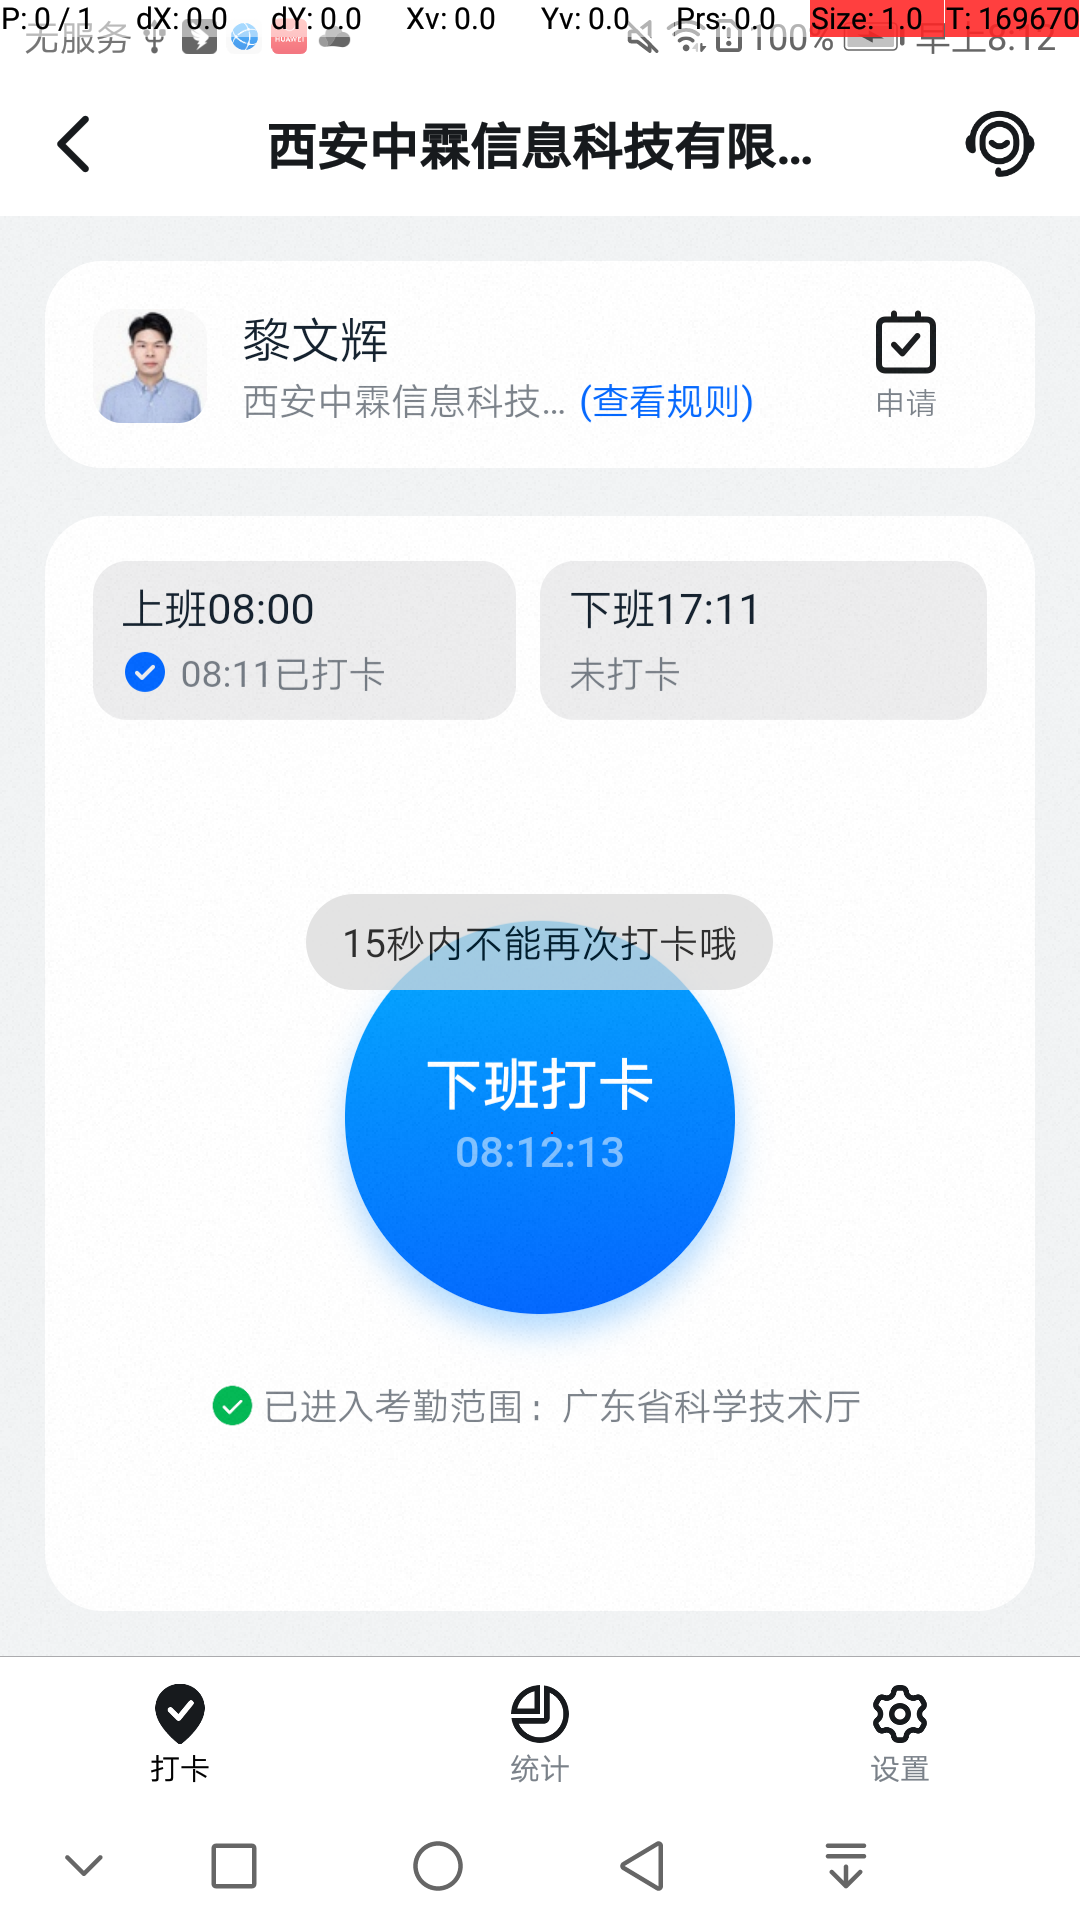 P: 0 / 1 dX: 0.0 dY: 0.0 Xv: 0.0 Yv: 0.0 Prs: 0.0 Size: 1.0 T: 169670
无服务 HUAWEI 100% 早上8:12
西安中霖信息科技有限...
黎文辉
西安中霖信息科技... (查看规则)
申请
上班08:00
08:11已打卡
下班17:11
未打卡
15秒内不能再次打卡哦
下班打卡
08:12:13
已进入考勤范围：广东省科学技术厅
打卡
统计
设置